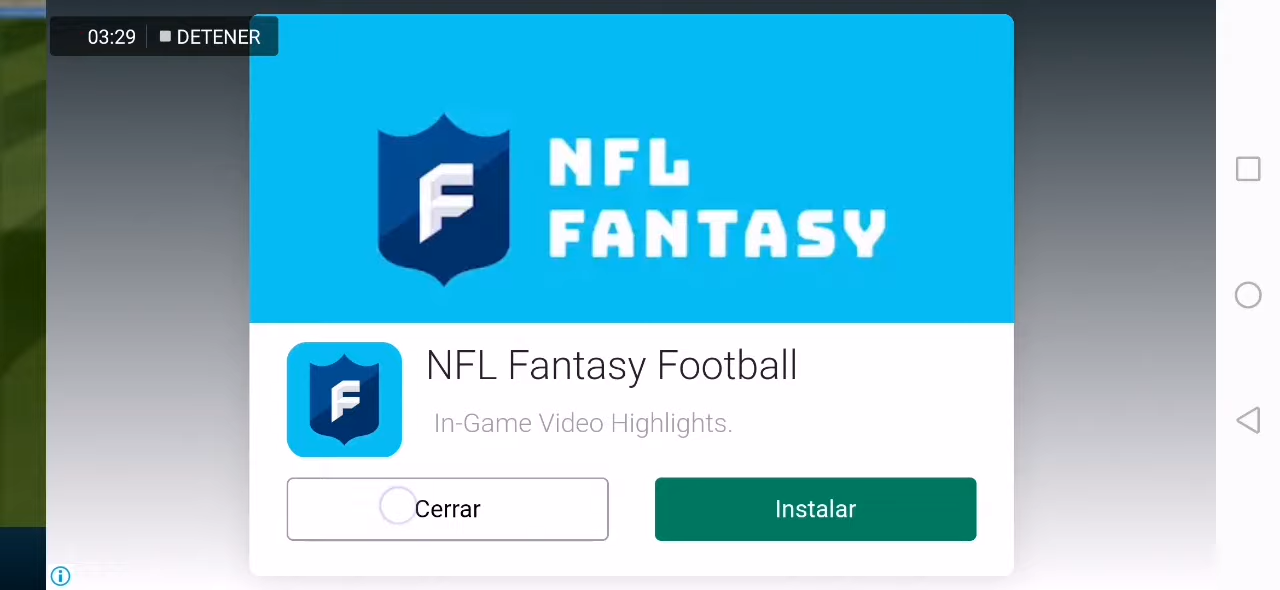 03:29 DETENER
F NFL
FANTASY
F NFL Fantasy Football
In-Game Video Highlights.
Cerrar Instalar